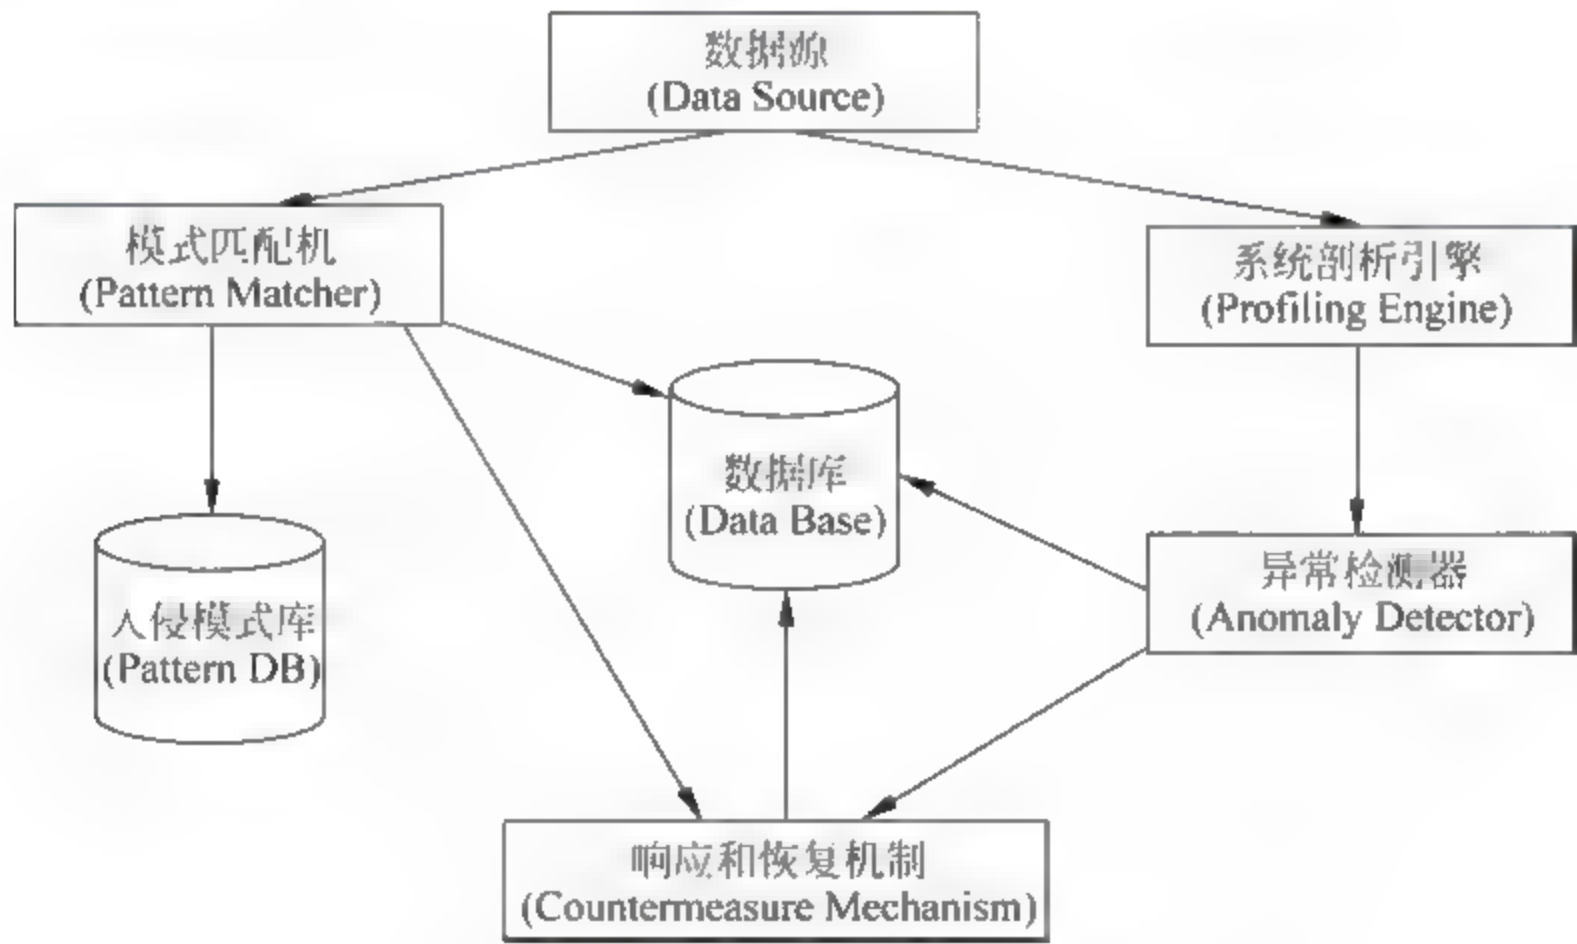 数据源
(Data Source)
模式匹配机
(Pattern Matcher)
系统剖析引擎
(Profiling Engine)
数据库
(Data Base)
入侵模式库
(Pattern DB)
异常检测器
(Anomaly Detector)
响应和恢复机制
(Countermeasure Mechanism)